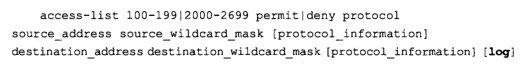 access-list 100-199|2000-2699 permit|deny protocol
source_address source_wildcard_mask [protocol_information]
destination_address destination_wildcard_mask [protocol_information] [log]